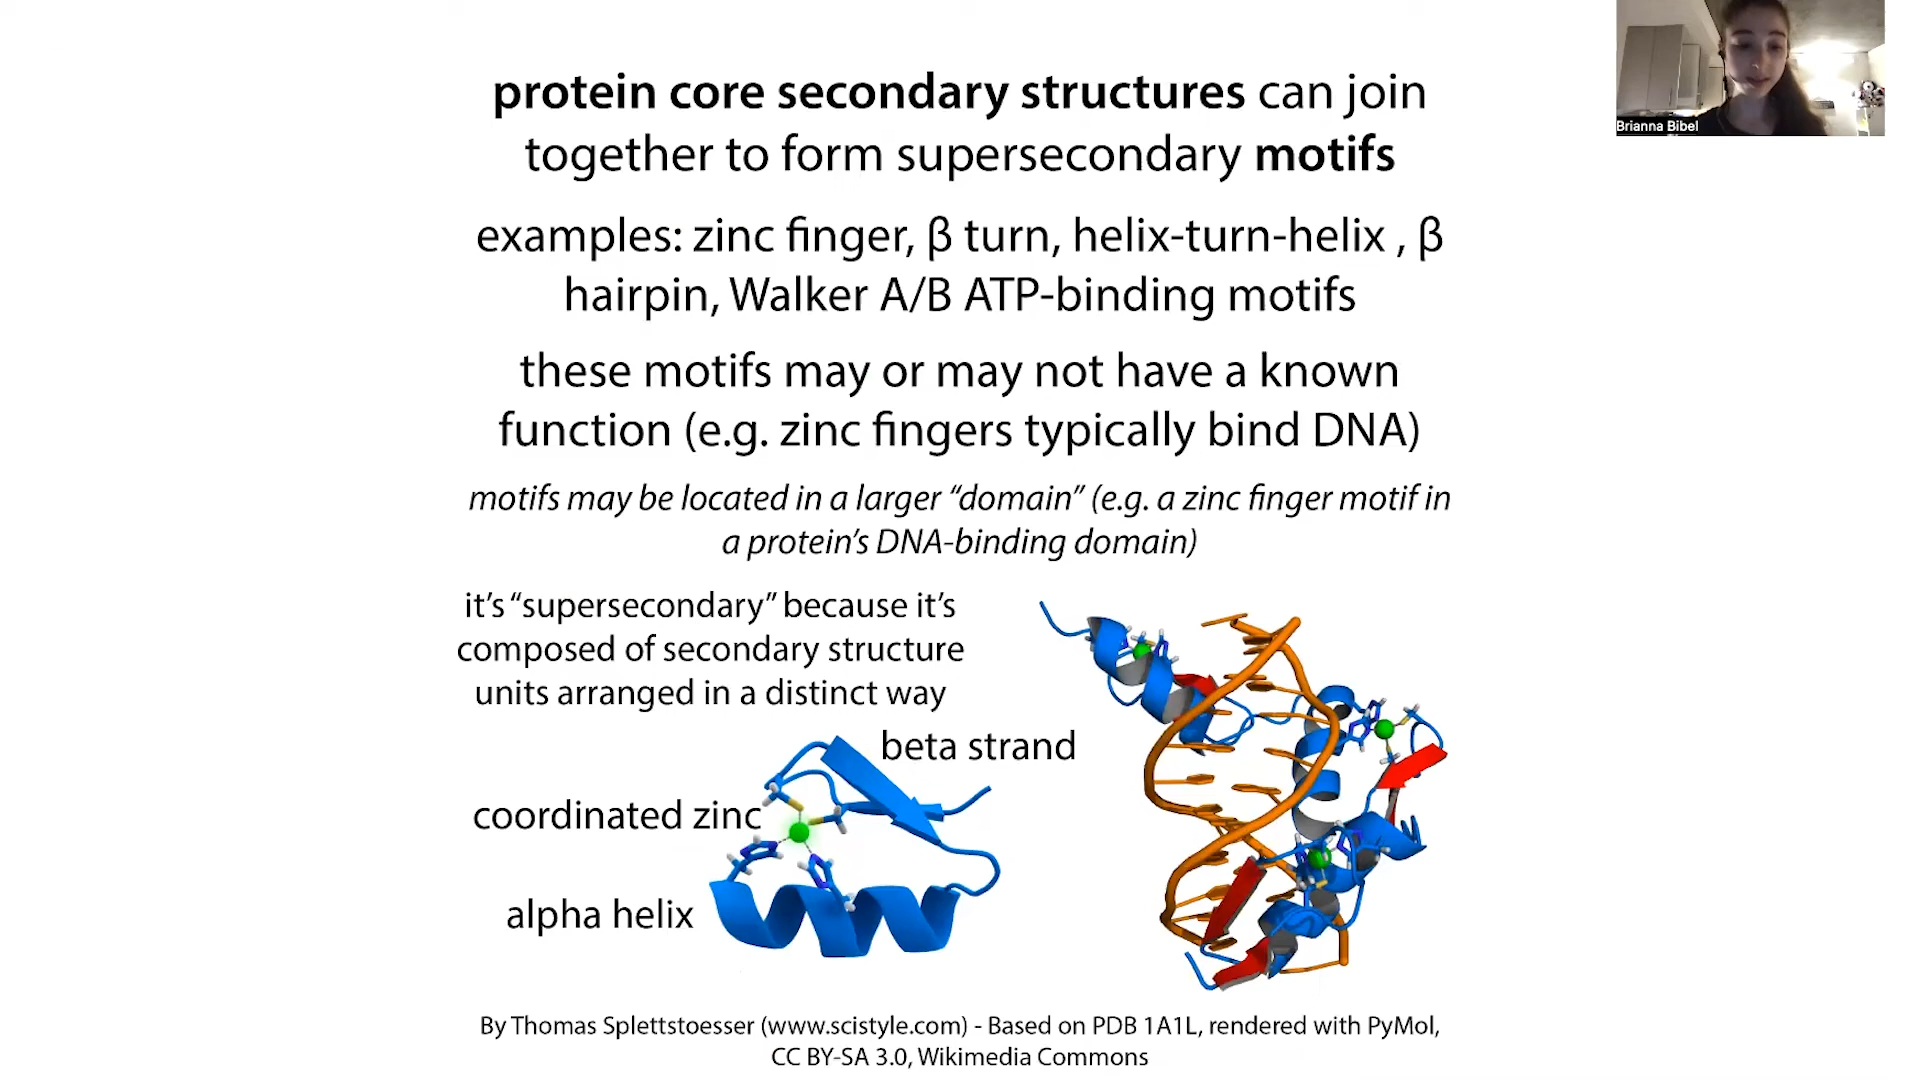 Brianna Bibel
protein core secondary structures can join
together to form supersecondary motifs
examples: zinc finger, β turn, helix-turn-helix , β
hairpin, Walker A/B ATP-binding motifs
these motifs may or may not have a known
function (e.g. zinc fingers typically bind DNA)
motifs may be located in a larger “domain” (e.g. a zinc finger motif in
a protein’s DNA-binding domain)
it’s “supersecondary” because it’s
composed of secondary structure
units arranged in a distinct way
beta strand
coordinated zinc
alpha helix
By Thomas Splettstoesser (www.scistyle.com) - Based on PDB 1A1L, rendered with PyMol,
CC BY-SA 3.0, Wikimedia Commons